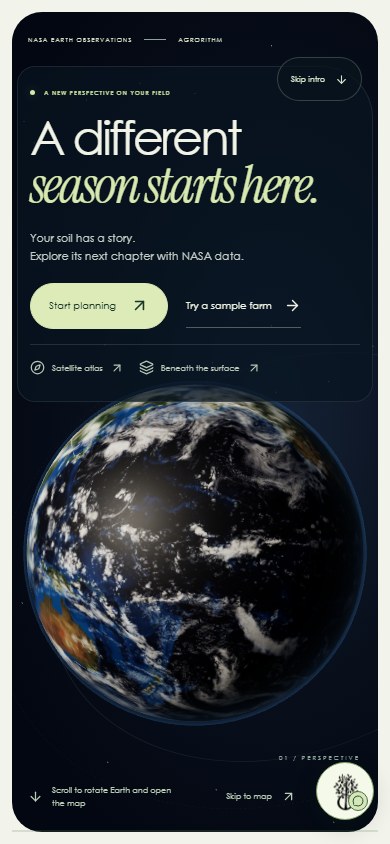 NASA EARTH OBSERVATIONS
AGRORITHM
Skip intro
A NEW PERSPECTIVE ON YOUR FIELD
A different
season starts here.
Your soil has a story.
Explore its next chapter with NASA data.
Start planning
Try a sample farm
Satellite atlas
Beneath the surface
01 / PERSPECTIVE
Scroll to rotate Earth and open
the map
Skip to map